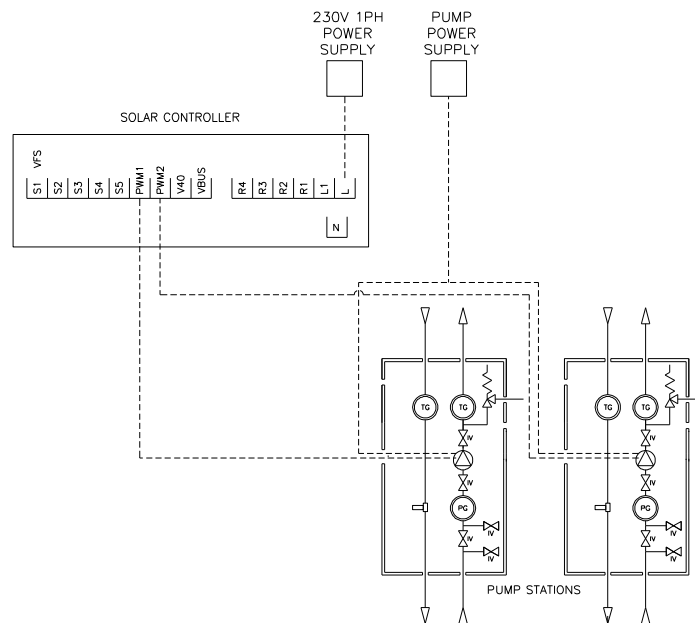 230V 1PH
POWER
SUPPLY
PUMP
POWER
SUPPLY
SOLAR CONTROLLER
VFS
S1 S2 S3 S4 S5 PWM1 PWM2 V40 VBUS R4 R3 R2 R1 L1 L
N
TG TG TG TG
IV IV
IV IV
PG PG
IV IV IV IV
IV IV
PUMP STATIONS